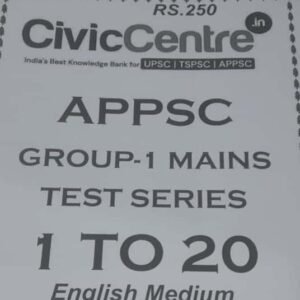 RS.250
CivicCentre.in
India's Best Knowledge Bank for UPSC | TSPSC | APPSC
APPSC
GROUP-1 MAINS
TEST SERIES
1 TO 20
English Medium